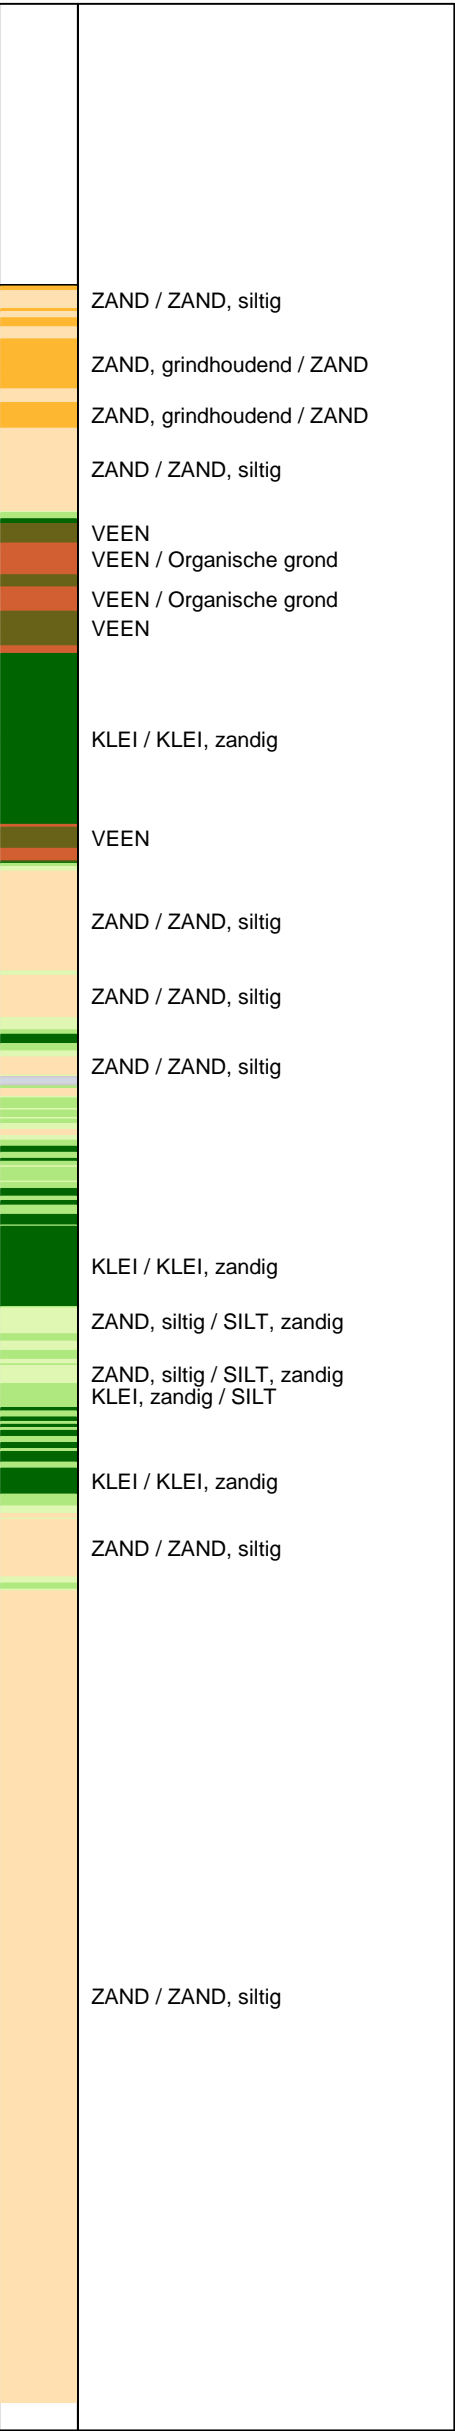 ZAND / ZAND, siltig
ZAND, grindhoudend / ZAND
ZAND, grindhoudend / ZAND
ZAND / ZAND, siltig
VEEN
VEEN / Organische grond
VEEN / Organische grond
VEEN
KLEI / KLEI, zandig
VEEN
ZAND / ZAND, siltig
ZAND / ZAND, siltig
ZAND / ZAND, siltig
KLEI / KLEI, zandig
ZAND, siltig / SILT, zandig
ZAND, siltig / SILT, zandig
KLEI, zandig / SILT
KLEI / KLEI, zandig
ZAND / ZAND, siltig
ZAND / ZAND, siltig